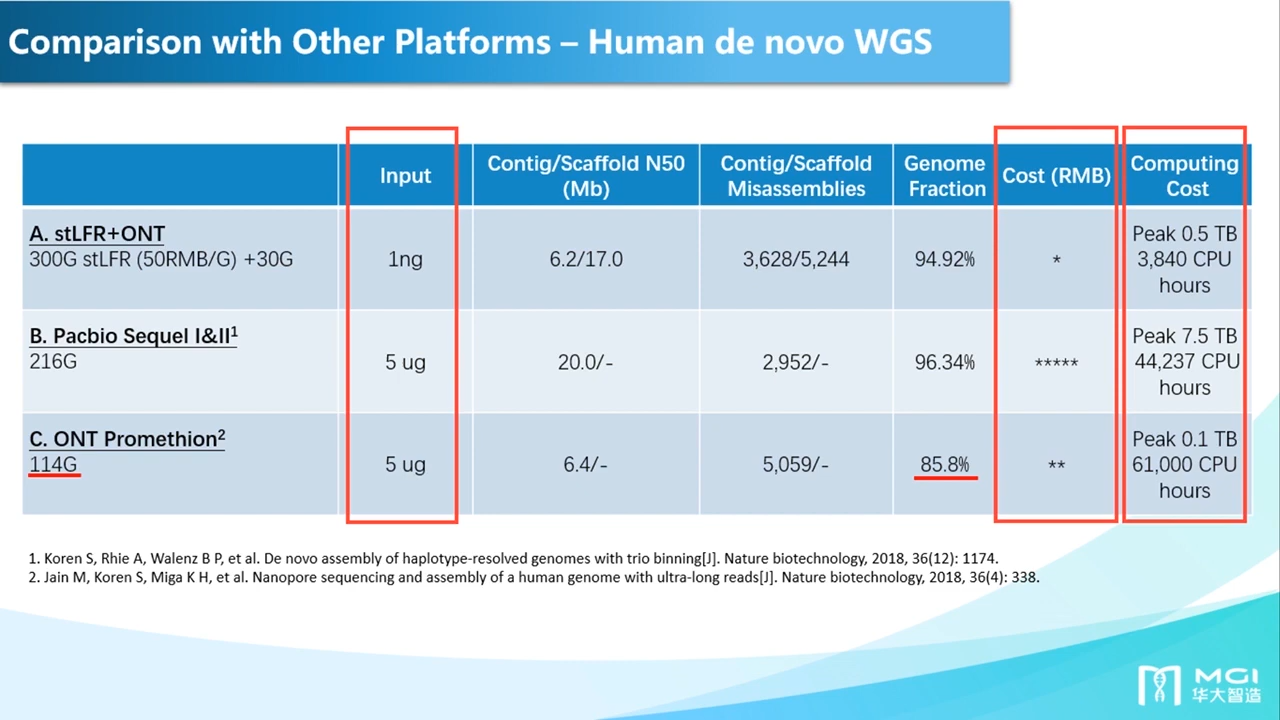 Comparison with Other Platforms – Human de novo WGS
Input
Contig/Scaffold N50
(Mb)
Contig/Scaffold
Misassemblies
Genome
Fraction
Cost (RMB)
Computing
Cost
A. stLFR+ONT
300G stLFR (50RMB/G) +30G
1ng
6.2/17.0
3,628/5,244
94.92%
*
Peak 0.5 TB
3,840 CPU
hours
B. Pacbio Sequel I&II1
216G
5 ug
20.0/-
2,952/-
96.34%
*****
Peak 7.5 TB
44,237 CPU
hours
C. ONT Promethion2
114G
5 ug
6.4/-
5,059/-
85.8%
**
Peak 0.1 TB
61,000 CPU
hours
1. Koren S, Rhie A, Walenz B P, et al. De novo assembly of haplotype-resolved genomes with trio binning[J]. Nature biotechnology, 2018, 36(12): 1174.
2. Jain M, Koren S, Miga K H, et al. Nanopore sequencing and assembly of a human genome with ultra-long reads[J]. Nature biotechnology, 2018, 36(4): 338.
MGI
华大智造